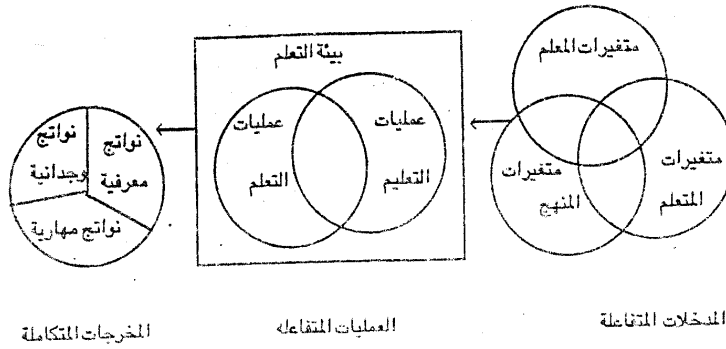 متغيرات المعلم
متغيرات
المتعلم
متغيرات
المنهج
بيئة التعلم
عمليات
التعليم
عمليات
التعلم
نواتج
معرفية
نواتج
وجدانية
نواتج مهارية
المدخلات المتفاعلة
العمليات المتفاعله
المخرجات المتكاملة